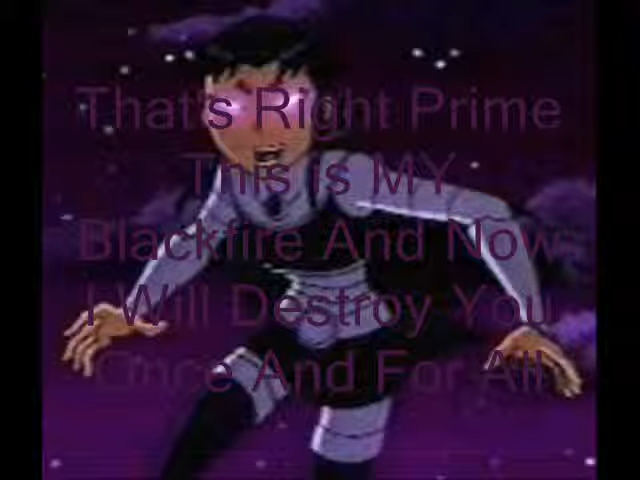 That's Right Prime
This is MY
Blackfire And Now
I Will Destroy You
Once And For All